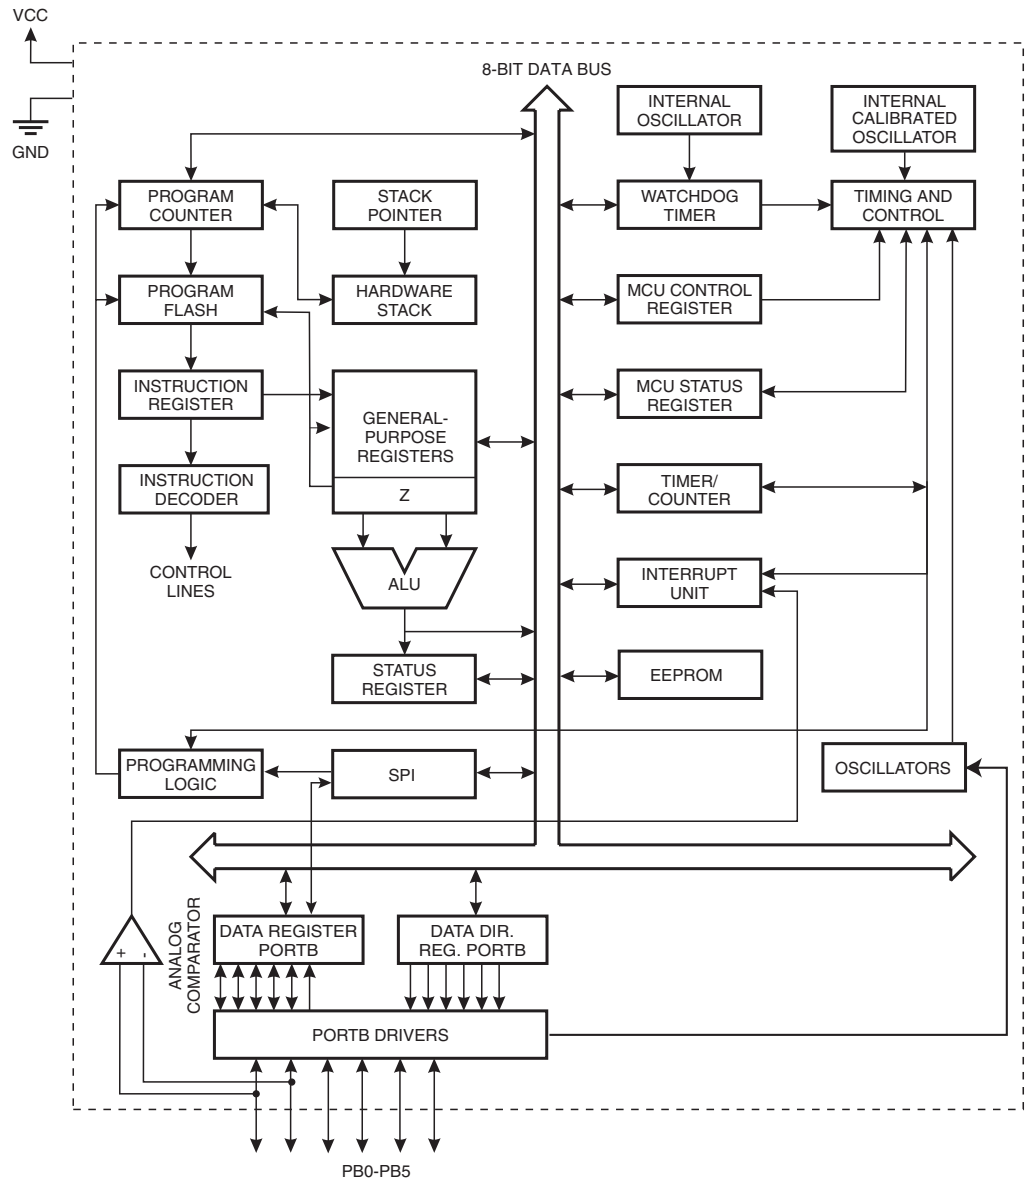 VCC
GND
8-BIT DATA BUS
INTERNAL
OSCILLATOR
INTERNAL
CALIBRATED
OSCILLATOR
PROGRAM
COUNTER
STACK
POINTER
WATCHDOG
TIMER
TIMING AND
CONTROL
PROGRAM
FLASH
HARDWARE
STACK
MCU CONTROL
REGISTER
INSTRUCTION
REGISTER
GENERAL-
PURPOSE
REGISTERS
Z
MCU STATUS
REGISTER
INSTRUCTION
DECODER
TIMER/
COUNTER
CONTROL
LINES
ALU
INTERRUPT
UNIT
STATUS
REGISTER
EEPROM
PROGRAMMING
LOGIC
SPI
OSCILLATORS
ANALOG
COMPARATOR
+ -
DATA REGISTER
PORTB
DATA DIR.
REG. PORTB
PORTB DRIVERS
PB0-PB5